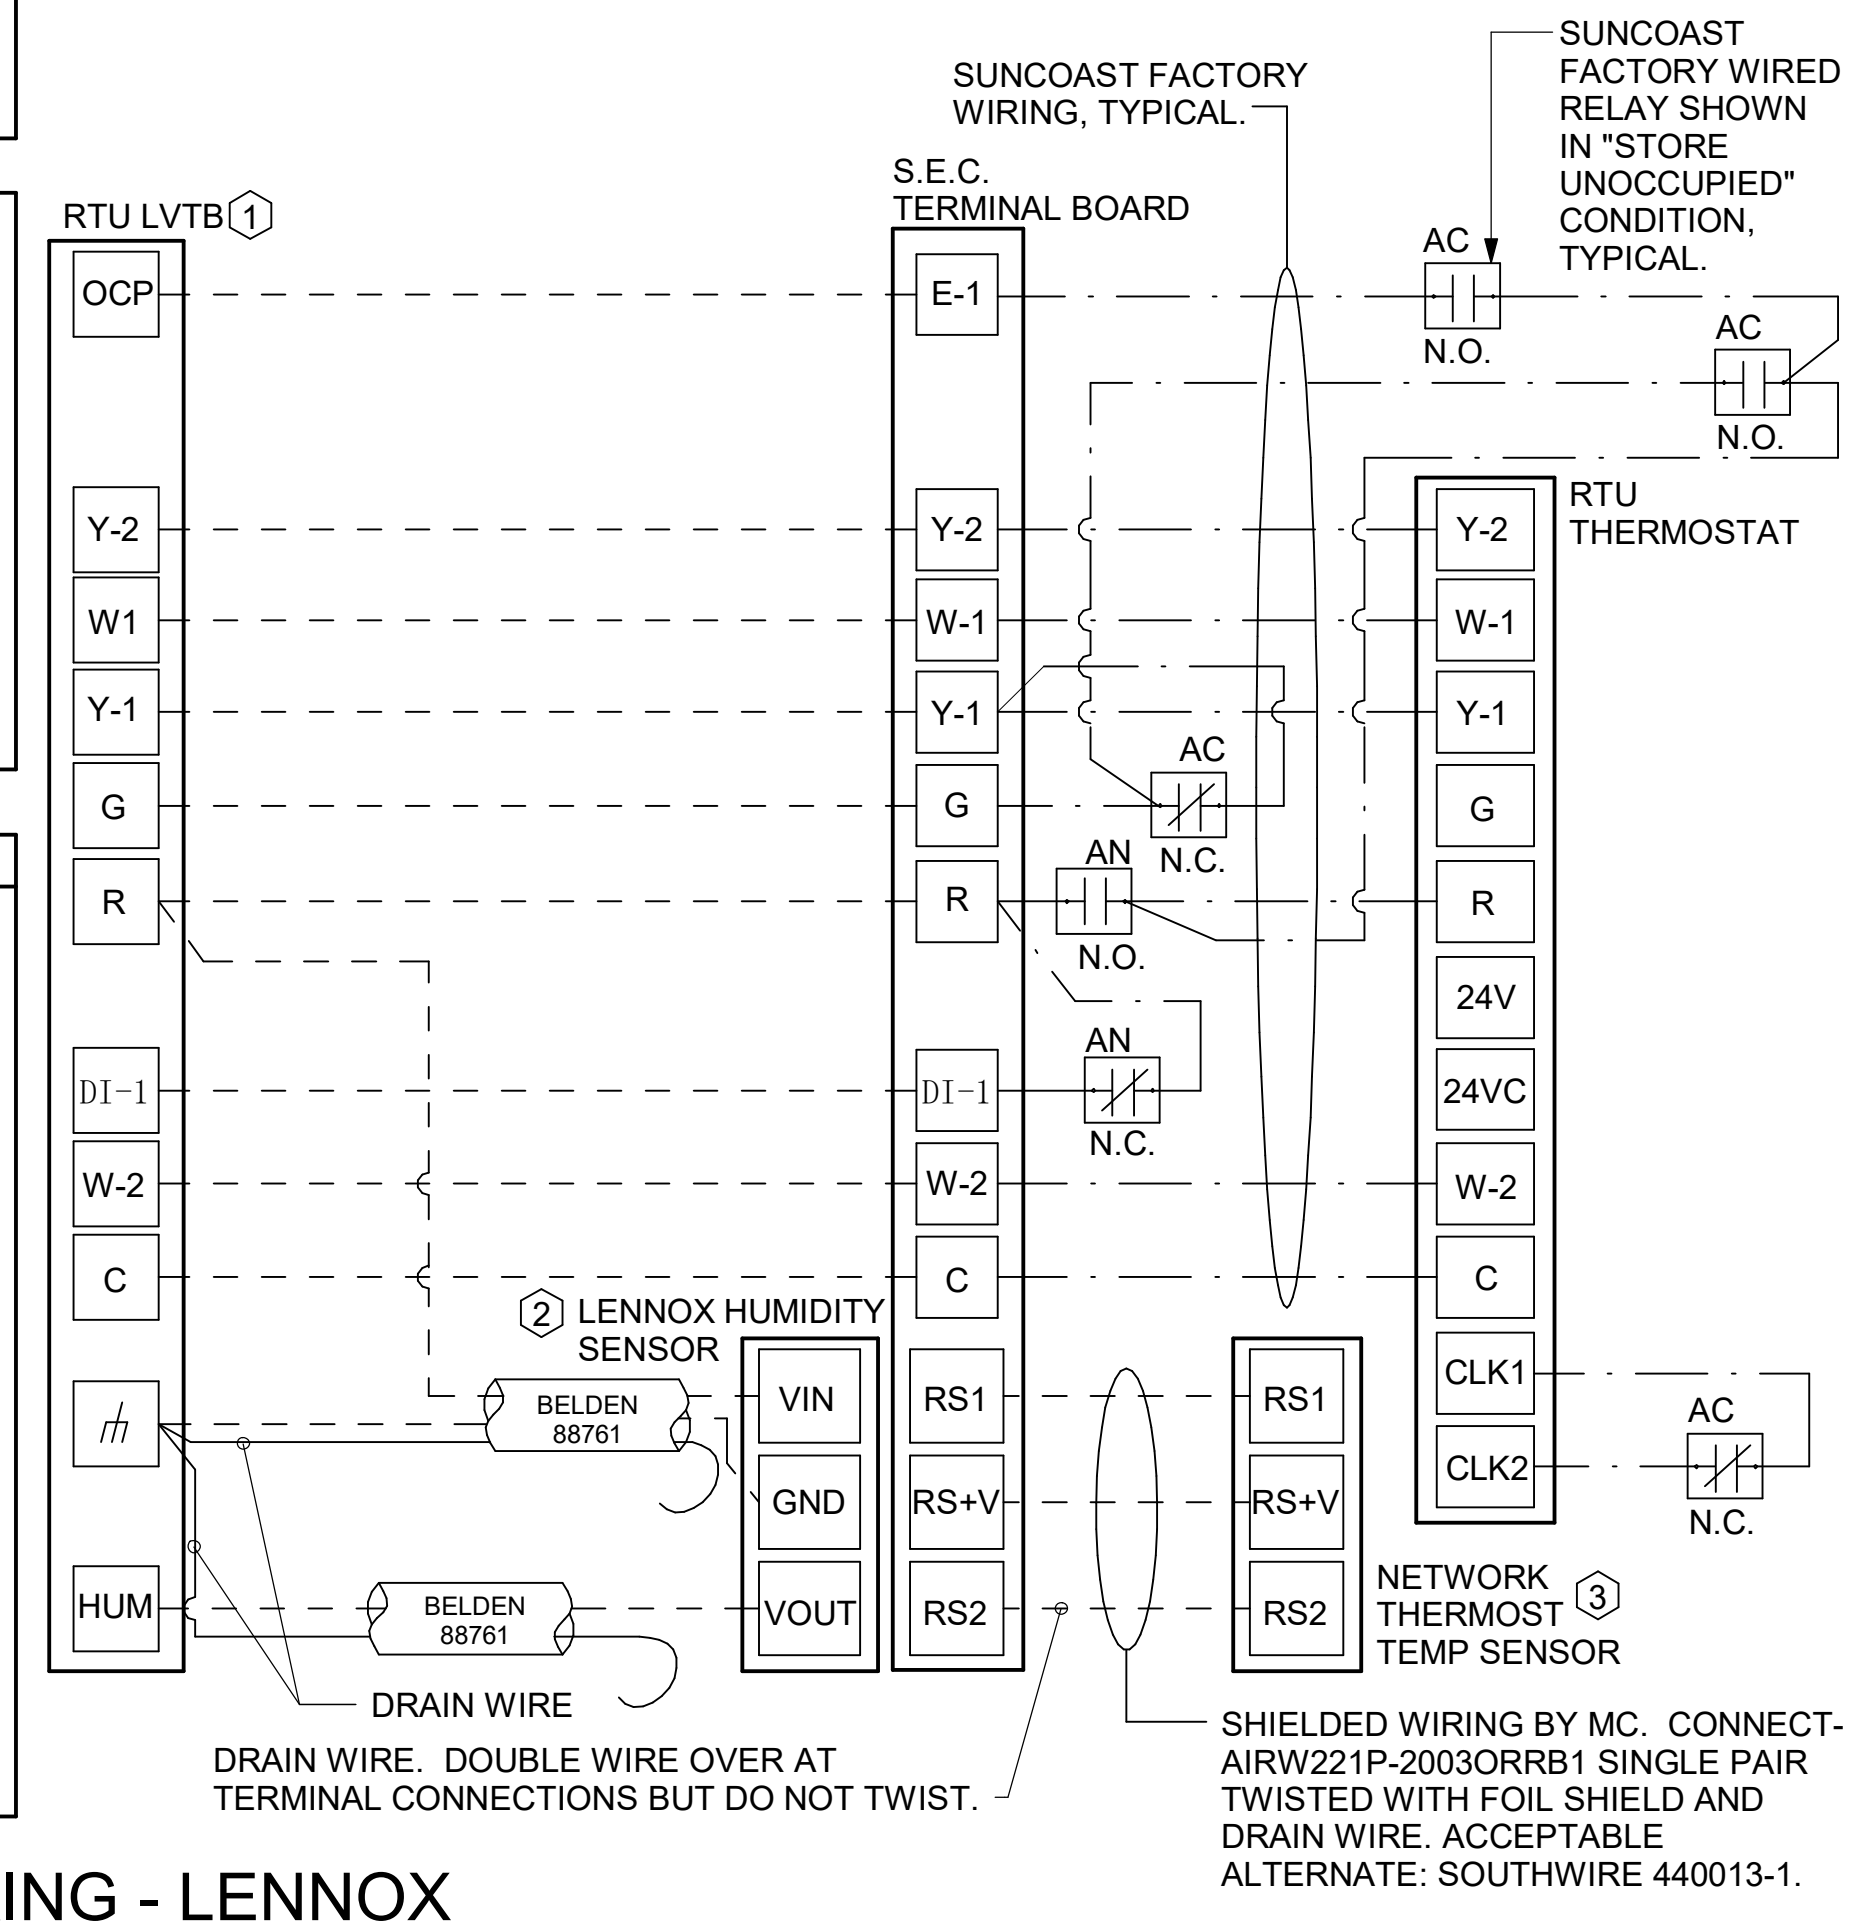 SUNCOAST
FACTORY WIRED
RELAY SHOWN
IN "STORE
UNOCCUPIED"
CONDITION,
TYPICAL.
SUNCOAST FACTORY
WIRING, TYPICAL.
S.E.C.
TERMINAL BOARD
RTU LVTB 1
AC
N.O.
AC
N.O.
OCP
Y-2
W1
Y-1
G
R
DI-1
W-2
C
HUM
E-1
Y-2
W-1
Y-1
G
R
DI-1
W-2
C
RS1
RS+V
RS2
AC
N.C.
AN
N.O.
AN
N.C.
RTU
THERMOSTAT
Y-2
W-1
Y-1
G
R
24V
24VC
W-2
C
CLK1
CLK2
AC
N.C.
2 LENNOX HUMIDITY
SENSOR
VIN
GND
VOUT
BELDEN
88761
BELDEN
88761
RS1
RS+V
RS2
NETWORK
THERMOST 3
TEMP SENSOR
DRAIN WIRE
DRAIN WIRE. DOUBLE WIRE OVER AT
TERMINAL CONNECTIONS BUT DO NOT TWIST.
SHIELDED WIRING BY MC. CONNECT-
AIRW221P-2003ORRB1 SINGLE PAIR
TWISTED WITH FOIL SHIELD AND
DRAIN WIRE. ACCEPTABLE
ALTERNATE: SOUTHWIRE 440013-1.
ING - LENNOX